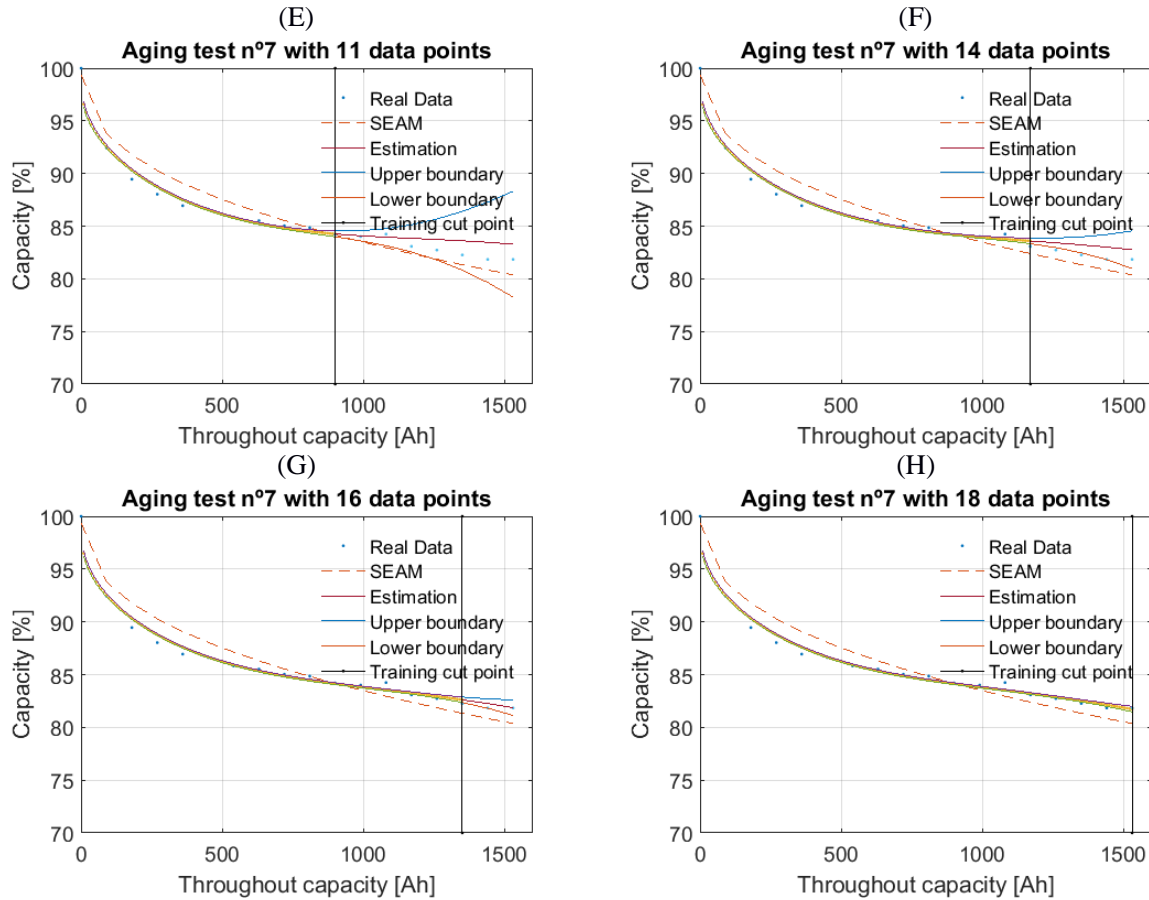 (E)
Aging test nº7 with 11 data points
Capacity [%]
100
95
90
85
80
75
70
0
500
1000
1500
Throughout capacity [Ah]
Real Data
SEAM
Estimation
Upper boundary
Lower boundary
Training cut point
(F)
Aging test nº7 with 14 data points
Capacity [%]
100
95
90
85
80
75
70
0
500
1000
1500
Throughout capacity [Ah]
Real Data
SEAM
Estimation
Upper boundary
Lower boundary
Training cut point
(G)
Aging test nº7 with 16 data points
Capacity [%]
100
95
90
85
80
75
70
0
500
1000
1500
Throughout capacity [Ah]
Real Data
SEAM
Estimation
Upper boundary
Lower boundary
Training cut point
(H)
Aging test nº7 with 18 data points
Capacity [%]
100
95
90
85
80
75
70
0
500
1000
1500
Throughout capacity [Ah]
Real Data
SEAM
Estimation
Upper boundary
Lower boundary
Training cut point